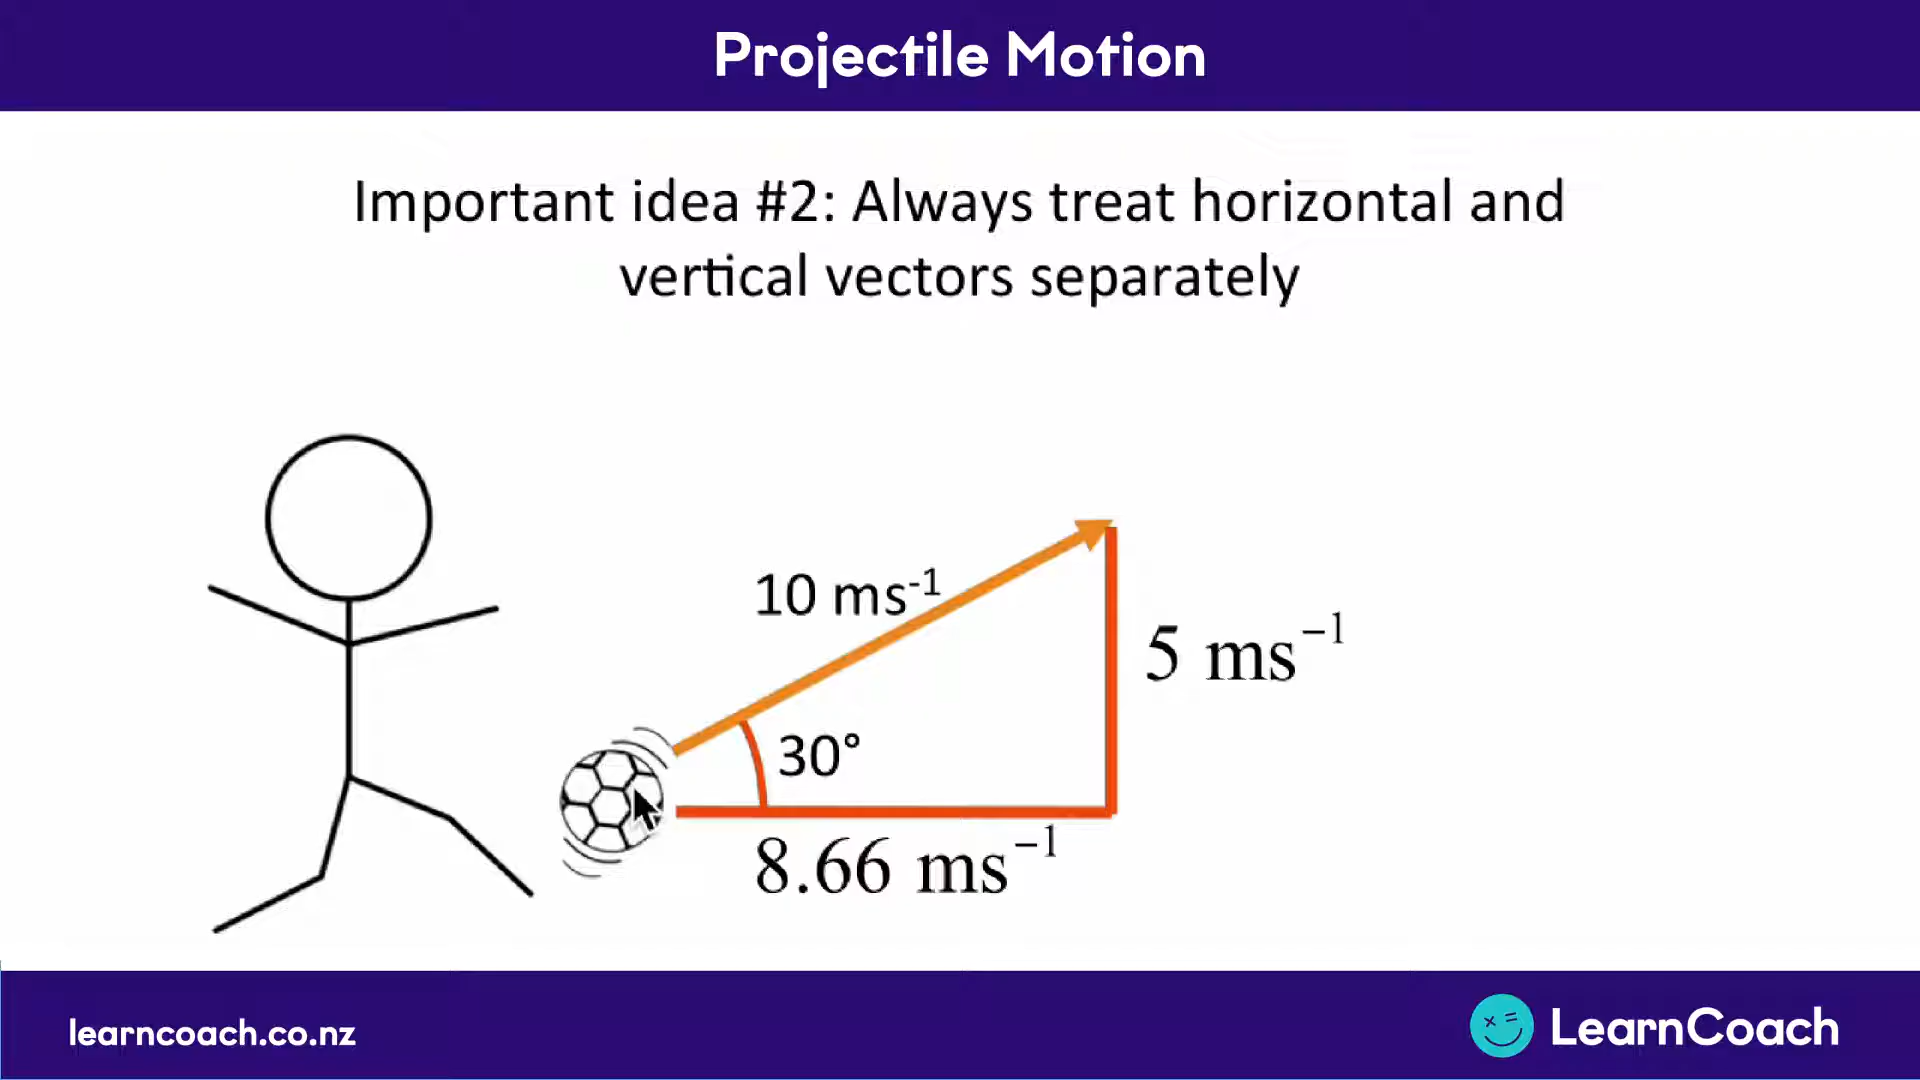 Projectile Motion
Important idea #2: Always treat horizontal and
vertical vectors separately
10 ms⁻¹
5 ms⁻¹
30°
8.66 ms⁻¹
learncoach.co.nz
LearnCoach